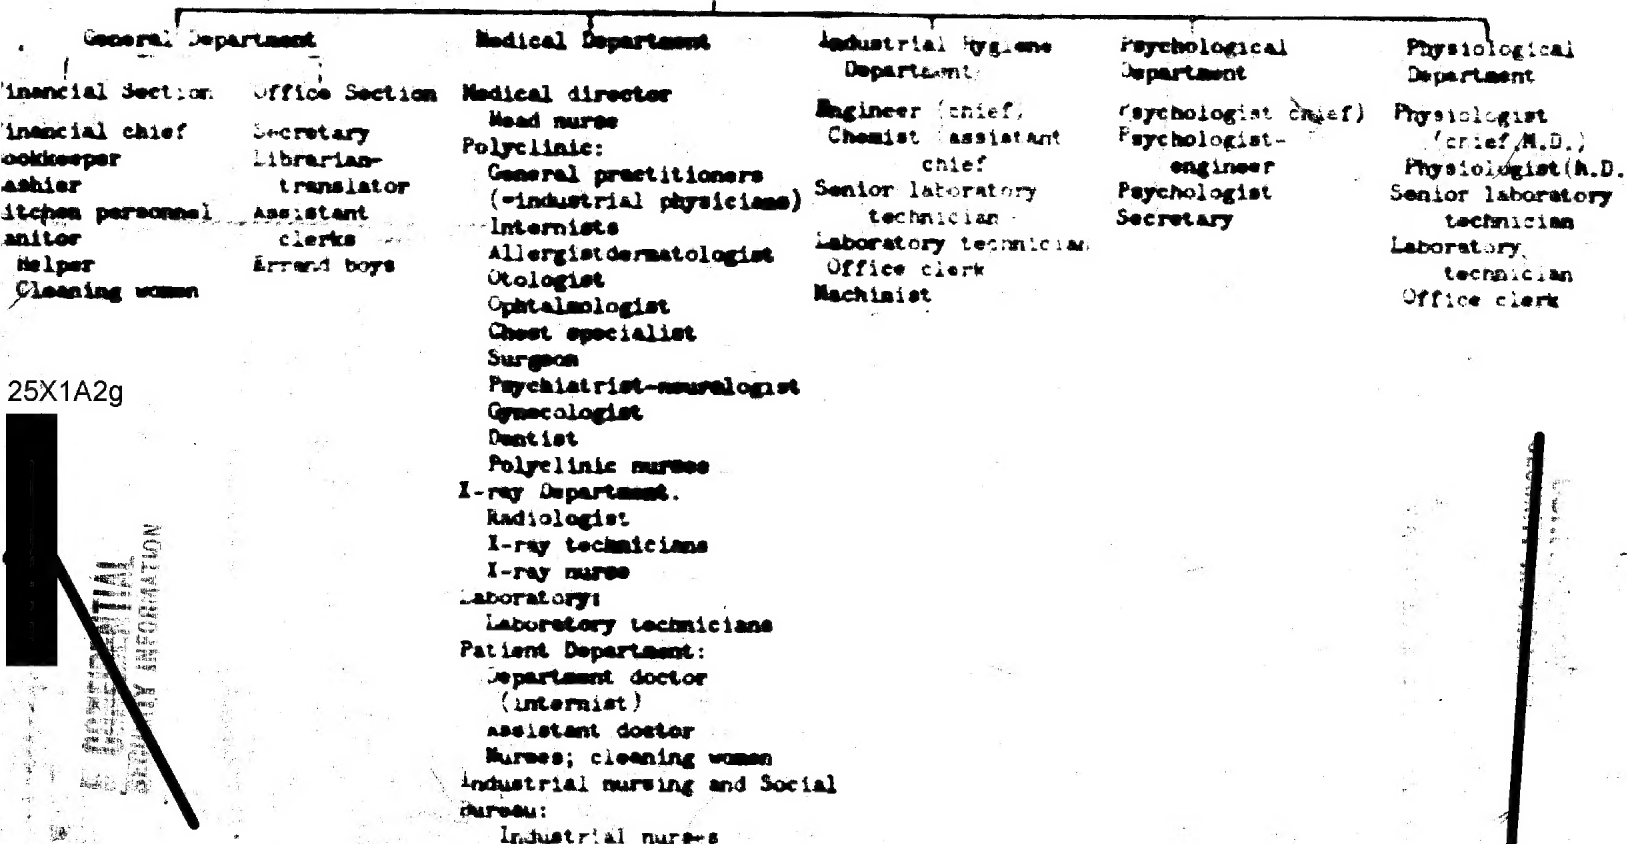 General Department
Financial Section
Financial chief
Bookkeeper
Cashier
Kitchen personnel
Janitor
Helper
Cleaning women
Office Section
Secretary
Librarian-
translator
Assistant
clerks
Errand boys
Medical Department
Medical director
Head nurse
Polyclinic:
General practitioners
(=industrial physicians)
Internists
Allergistdermatologist
Otologist
Ophtalmologist
Chest specialist
Surgeon
Psychiatrist-neurologist
Gynecologist
Dentist
Polyclinic nurses
X-ray Department.
Radiologist
X-ray technicians
X-ray nurse
Laboratory:
Laboratory technicians
Patient Department:
Department doctor
(internist)
Assistant doctor
Nurses; cleaning women
Industrial nursing and Social
Bureau:
Industrial nurses
Industrial Hygiene
Department
Engineer (chief)
Chemist (assistant
chief
Senior laboratory
technician
Laboratory technician
Office clerk
Machinist
Psychological
Department
Psychologist chief)
Psychologist-
engineer
Psychologist
Secretary
Physiological
Department
Physiologist
(chief, M.D.)
Physiologist (M.D.
Senior laboratory
technician
Laboratory
technician
Office clerk
25X1A2g
CONFIDENTIAL
SECURITY INFORMATION